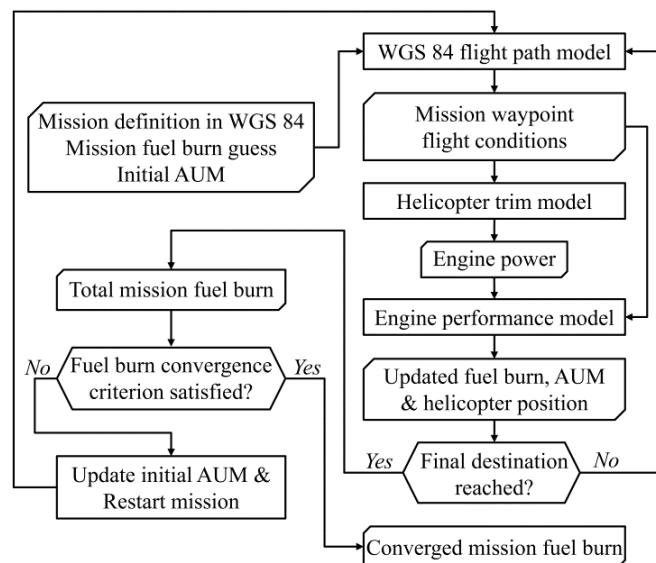 WGS 84 flight path model
Mission definition in WGS 84
Mission fuel burn guess
Initial AUM
Mission waypoint
flight conditions
Helicopter trim model
Engine power
Engine performance model
Updated fuel burn, AUM
& helicopter position
Final destination
reached?
Yes
No
Total mission fuel burn
Fuel burn convergence
criterion satisfied?
No
Yes
Update initial AUM &
Restart mission
Converged mission fuel burn